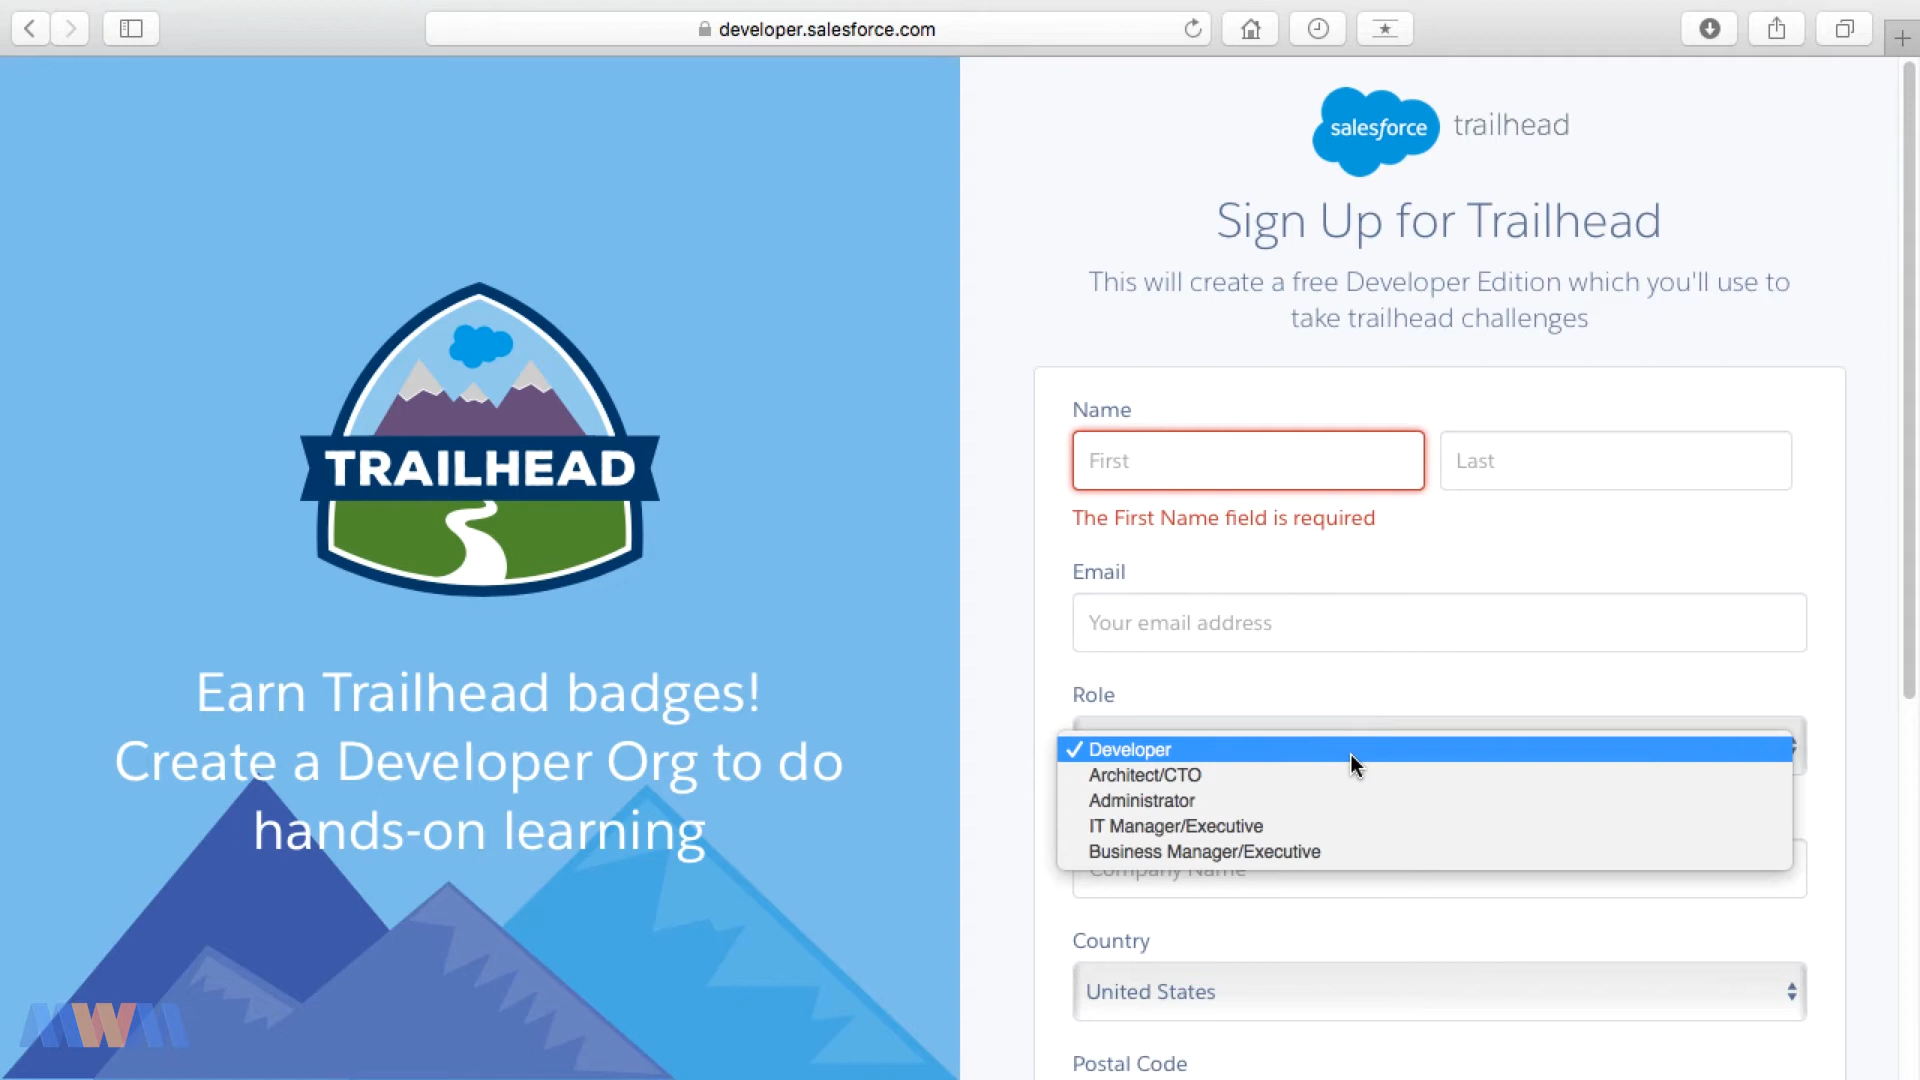 developer.salesforce.com
salesforce trailhead
Sign Up for Trailhead
This will create a free Developer Edition which you'll use to
take trailhead challenges
TRAILHEAD
Earn Trailhead badges!
Create a Developer Org to do
hands-on learning
MWM
Name
First Last
The First Name field is required
Email
Your email address
Role
✓ Developer
Architect/CTO
Administrator
IT Manager/Executive
Business Manager/Executive
Company Name
Country
United States
Postal Code